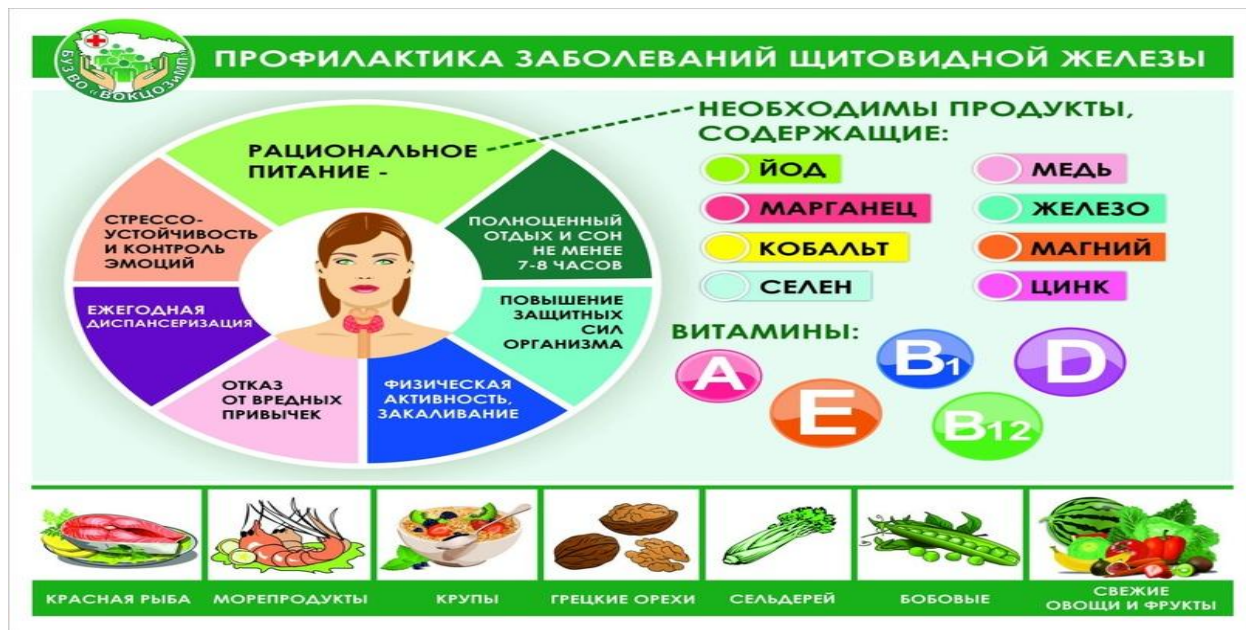 БУЗ ВО «ВОКЦОЗиМП»
ПРОФИЛАКТИКА ЗАБОЛЕВАНИЙ ЩИТОВИДНОЙ ЖЕЛЕЗЫ
РАЦИОНАЛЬНОЕ
ПИТАНИЕ -
ПОЛНОЦЕННЫЙ
ОТДЫХ И СОН
НЕ МЕНЕЕ
7-8 ЧАСОВ
ПОВЫШЕНИЕ
ЗАЩИТНЫХ
СИЛ
ОРГАНИЗМА
ФИЗИЧЕСКАЯ
АКТИВНОСТЬ,
ЗАКАЛИВАНИЕ
ОТКАЗ
ОТ ВРЕДНЫХ
ПРИВЫЧЕК
ЕЖЕГОДНАЯ
ДИСПАНСЕРИЗАЦИЯ
СТРЕССО-
УСТОЙЧИВОСТЬ
И КОНТРОЛЬ
ЭМОЦИЙ
НЕОБХОДИМЫ ПРОДУКТЫ,
СОДЕРЖАЩИЕ:
ЙОД
МЕДЬ
МАРГАНЕЦ
ЖЕЛЕЗО
КОБАЛЬТ
МАГНИЙ
СЕЛЕН
ЦИНК
ВИТАМИНЫ:
A
E
B1
B12
D
КРАСНАЯ РЫБА
МОРЕПРОДУКТЫ
КРУПЫ
ГРЕЦКИЕ ОРЕХИ
СЕЛЬДЕРЕЙ
БОБОВЫЕ
СВЕЖИЕ
ОВОЩИ И ФРУКТЫ